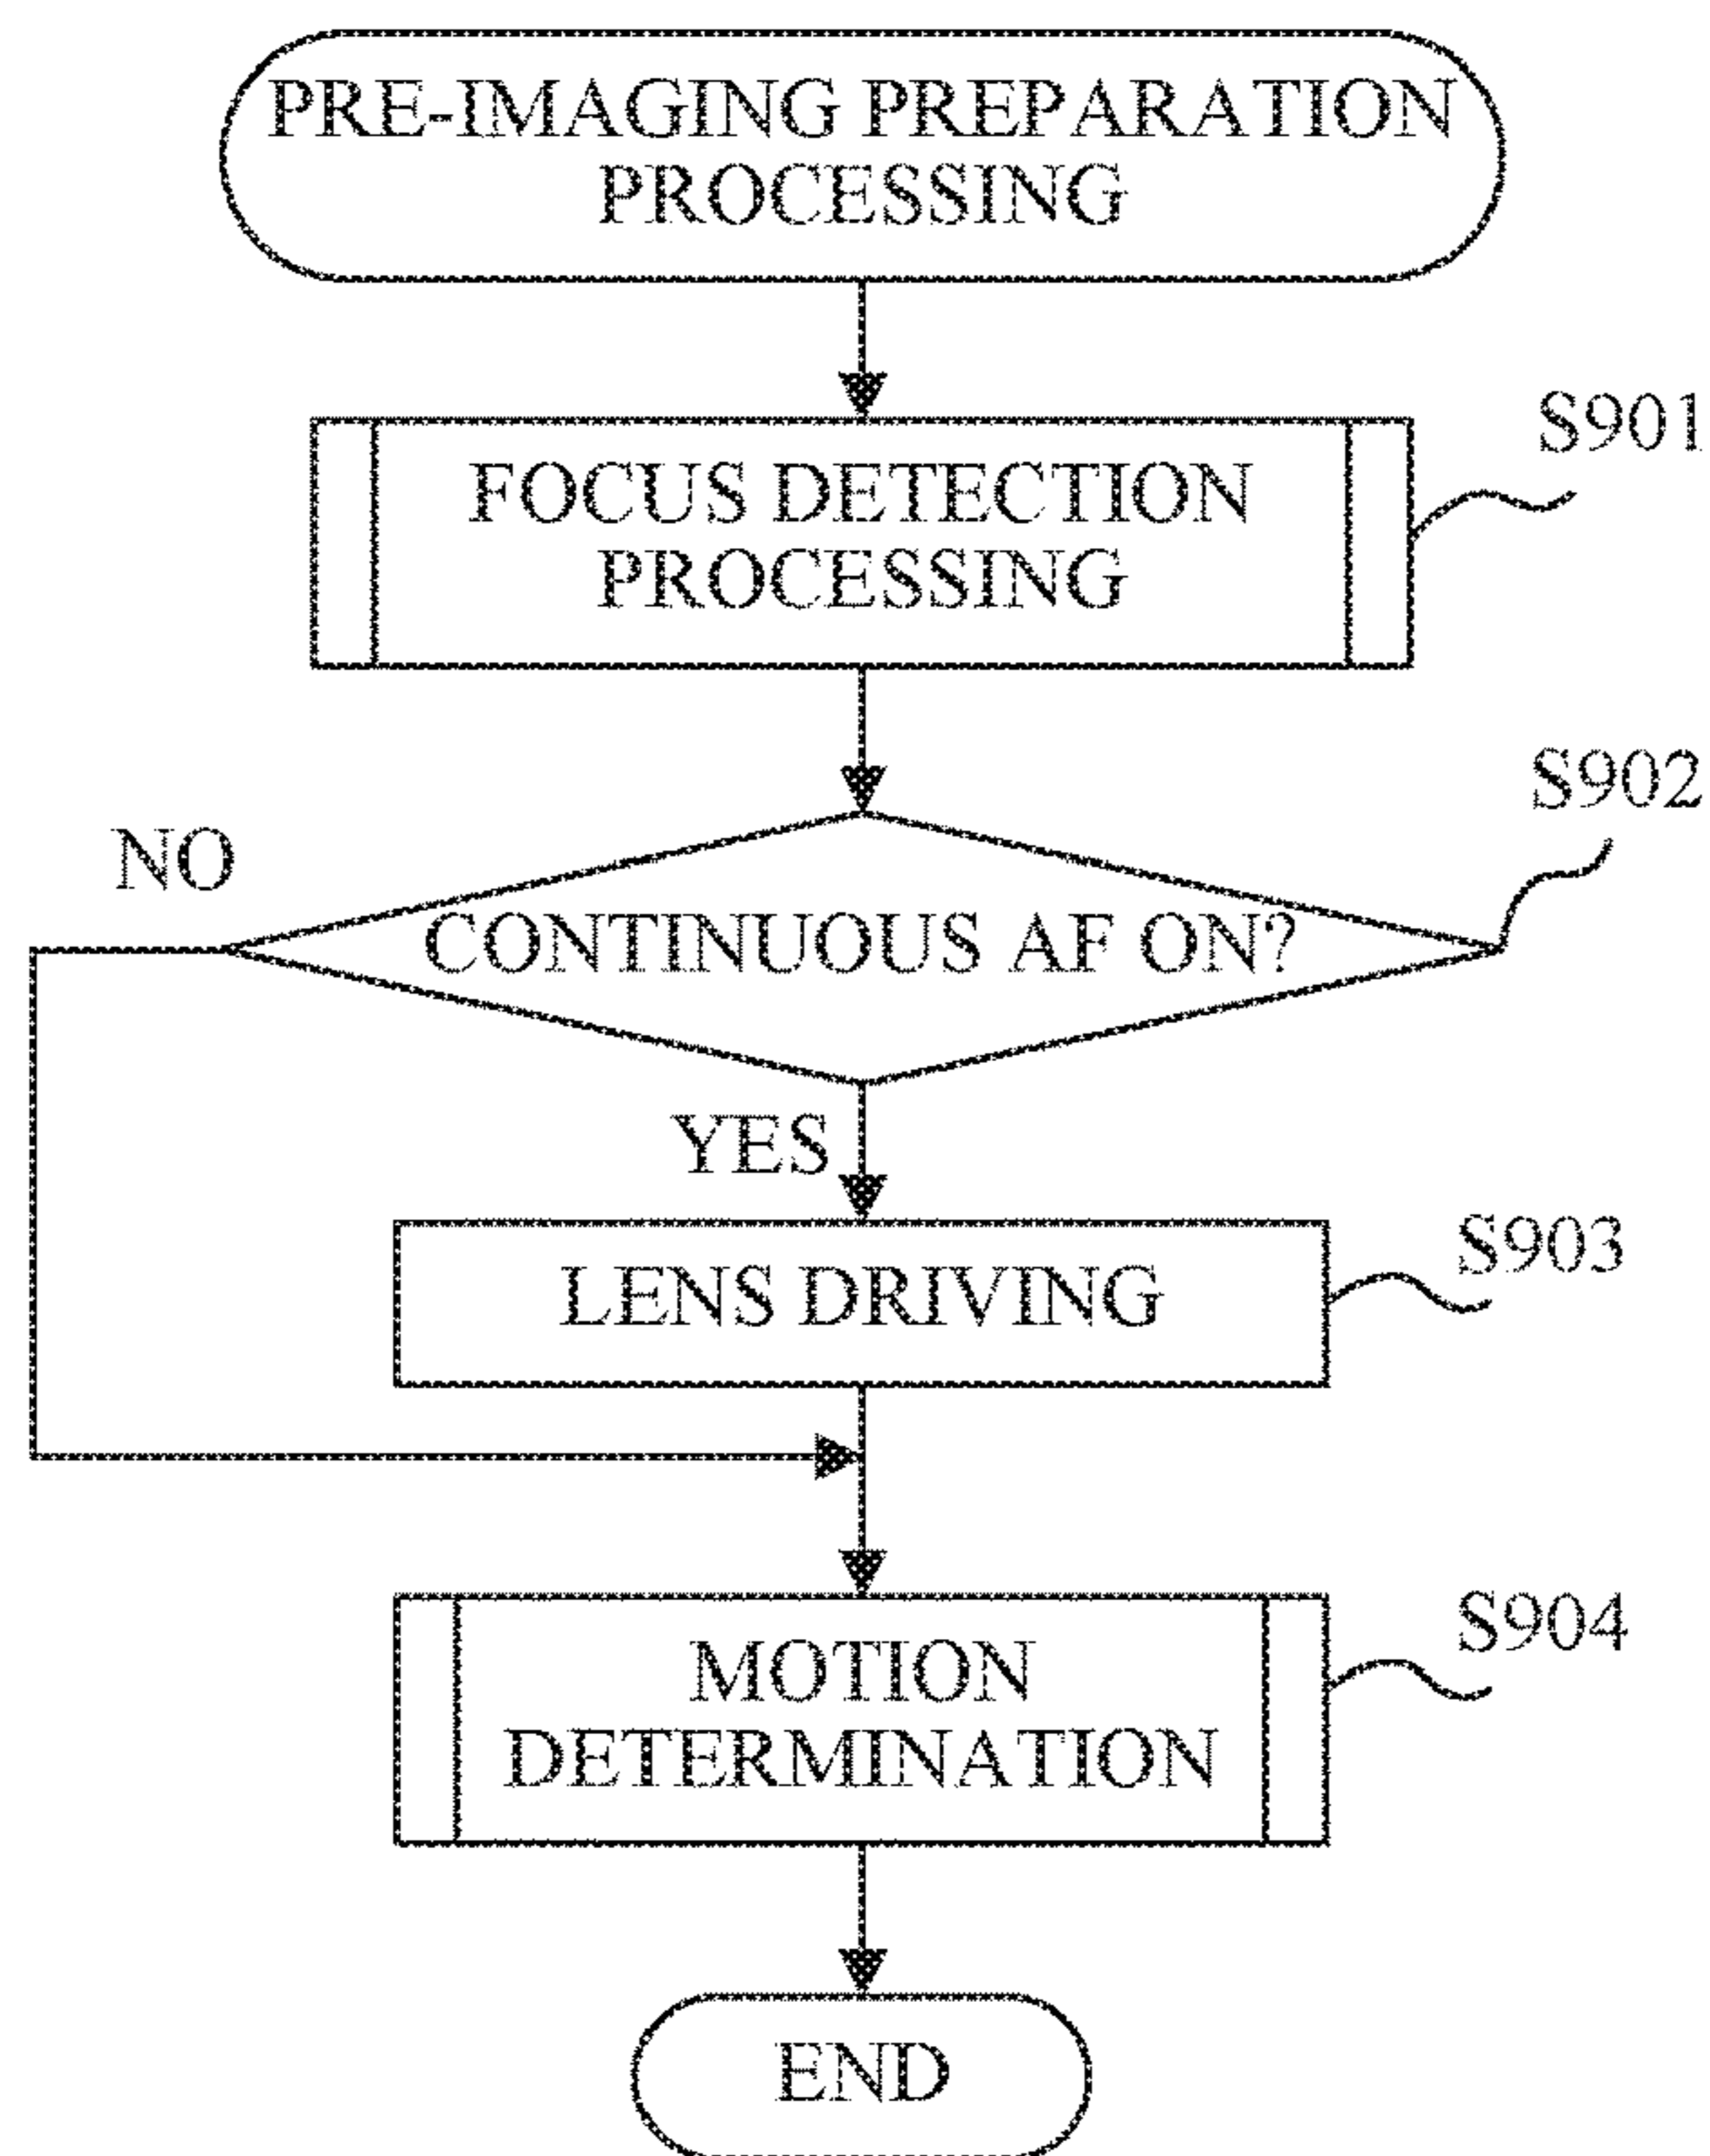 PRE-IMAGING PREPARATION
PROCESSING
S901
FOCUS DETECTION
PROCESSING
S902
NO
CONTINUOUS AF ON?
YES
S903
LENS DRIVING
S904
MOTION
DETERMINATION
END